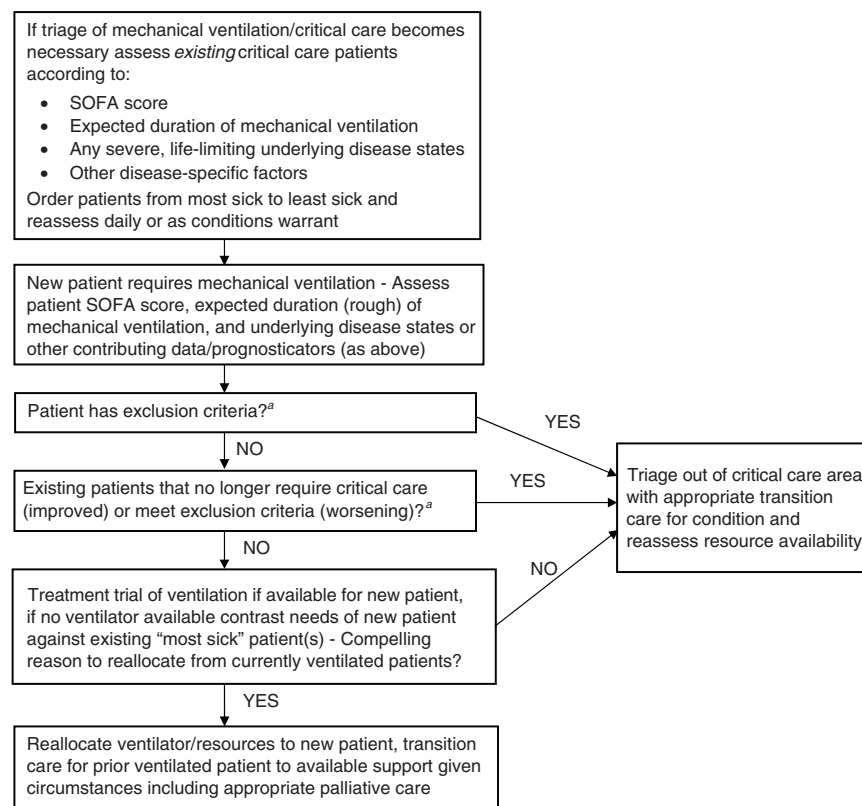 If triage of mechanical ventilation/critical care becomes
necessary assess existing critical care patients
according to:
• SOFA score
• Expected duration of mechanical ventilation
• Any severe, life-limiting underlying disease states
• Other disease-specific factors
Order patients from most sick to least sick and
reassess daily or as conditions warrant
New patient requires mechanical ventilation - Assess
patient SOFA score, expected duration (rough) of
mechanical ventilation, and underlying disease states or
other contributing data/prognosticators (as above)
Patient has exclusion criteria?a
YES
NO
Existing patients that no longer require critical care
(improved) or meet exclusion criteria (worsening)?a
YES
Triage out of critical care area
with appropriate transition
care for condition and
reassess resource availability
NO
Treatment trial of ventilation if available for new patient,
if no ventilator available contrast needs of new patient
against existing “most sick” patient(s) - Compelling
reason to reallocate from currently ventilated patients?
NO
YES
Reallocate ventilator/resources to new patient, transition
care for prior ventilated patient to available support given
circumstances including appropriate palliative care